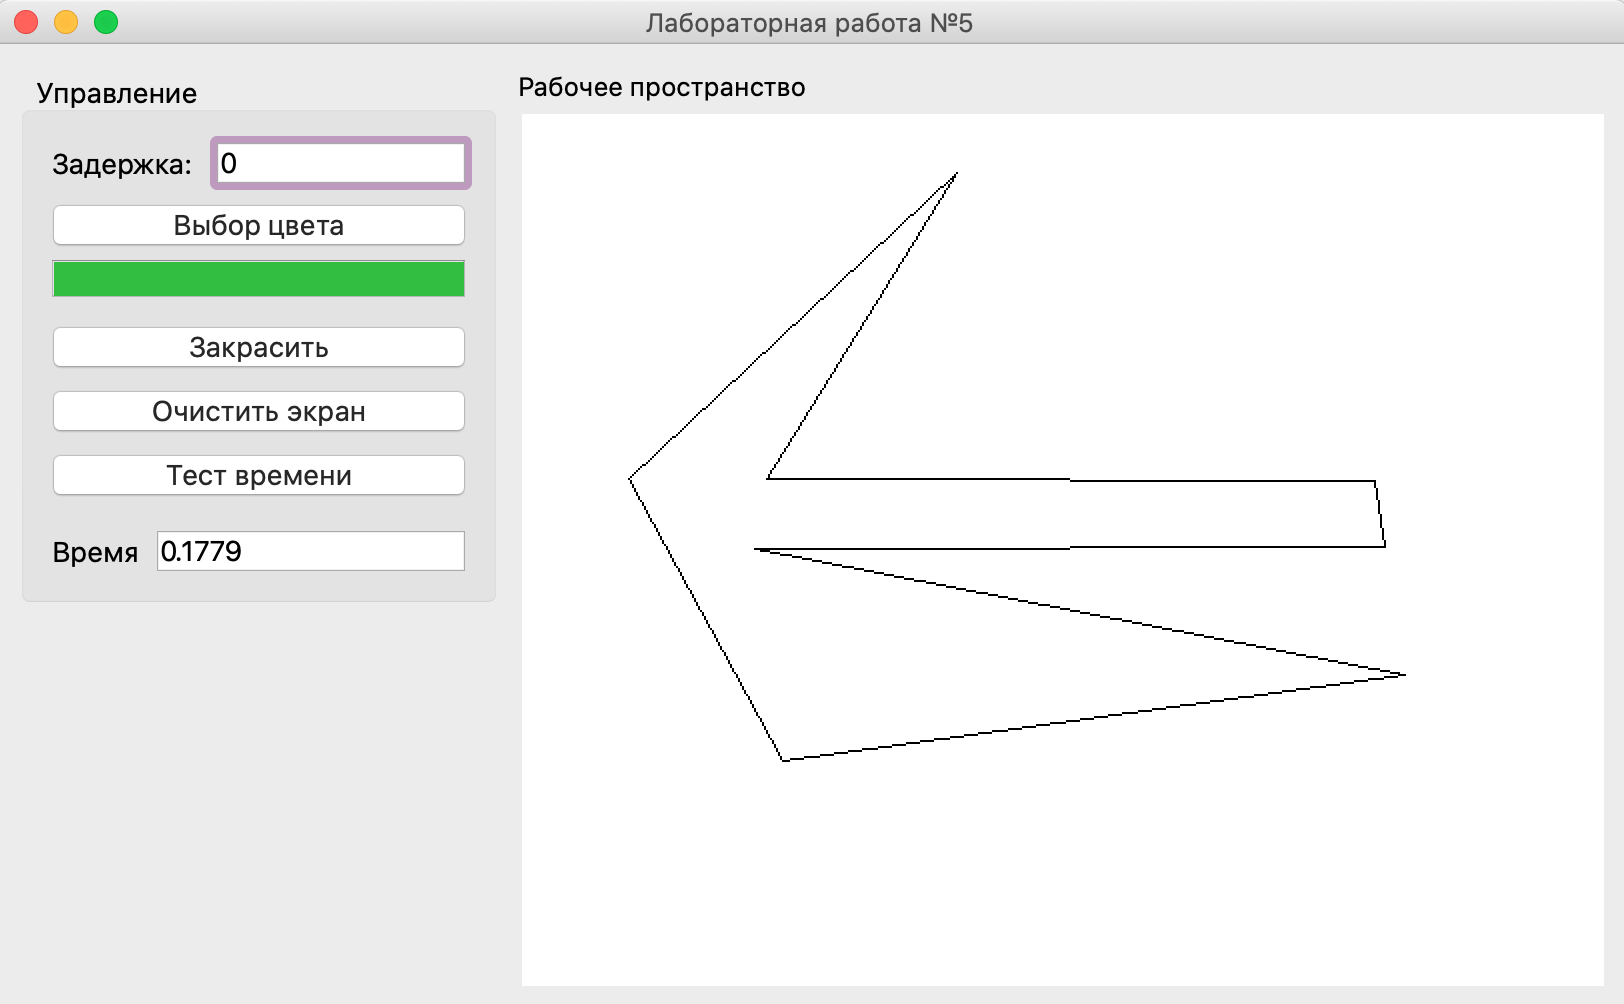 Лабораторная работа №5
Управление
Задержка: 0
Выбор цвета
Закрасить
Очистить экран
Тест времени
Время 0.1779
Рабочее пространство